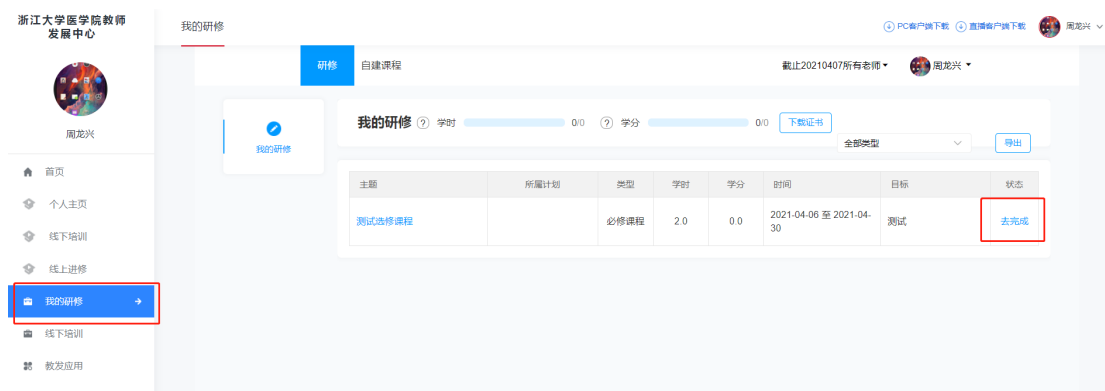 浙江大学医学院教师
发展中心
我的研修
PC客户端下载
直播客户端下载
周龙兴
研修
自建课程
截止20210407所有老师
周龙兴
周龙兴
首页
个人主页
线下培训
线上进修
我的研修
线下培训
教发应用
我的研修
我的研修 ? 学时 0/0 ? 学分 0/0 下载证书
全部类型
导出
主题 所属计划 类型 学时 学分 时间 目标 状态
测试选修课程 必修课程 2.0 0.0 2021-04-06 至 2021-04-
30 测试 去完成